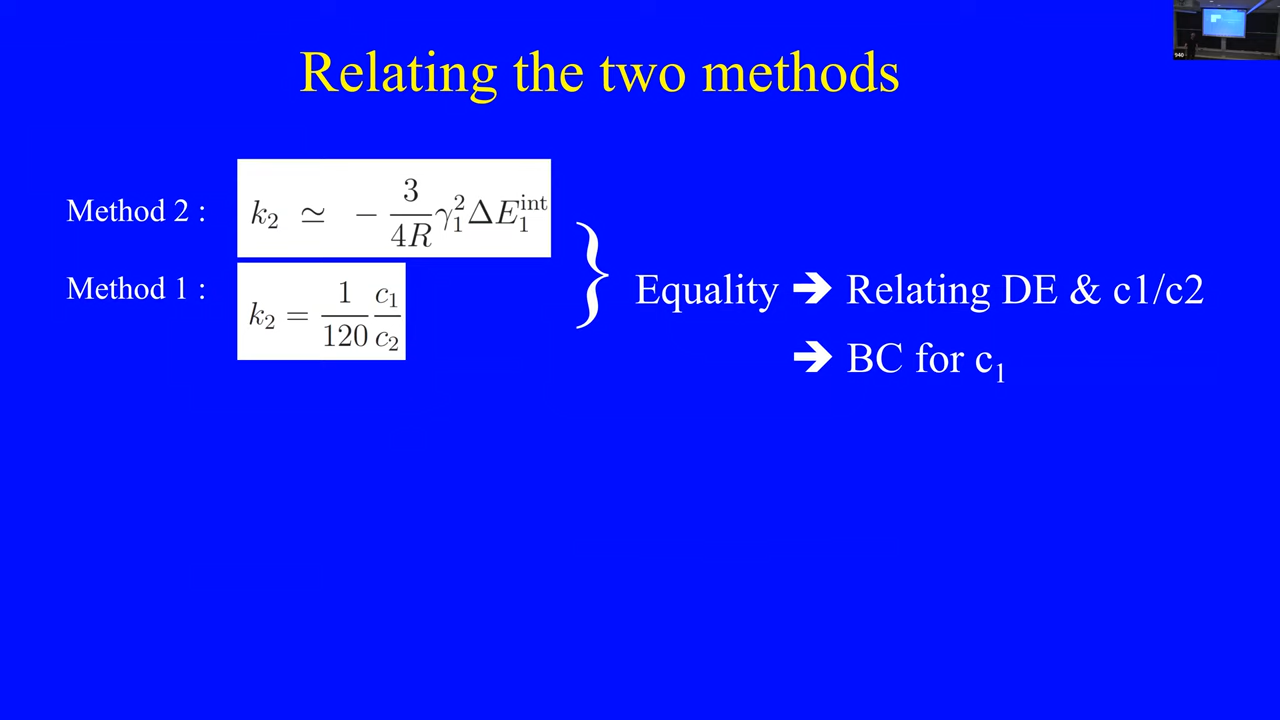 Relating the two methods
Method 2 : k₂ ≃ − 3/(4R) γ₁² ΔE₁^int
Method 1 : k₂ = 1/120 c₁/c₂
} Equality ➔ Relating DE & c1/c2
➔ BC for c₁